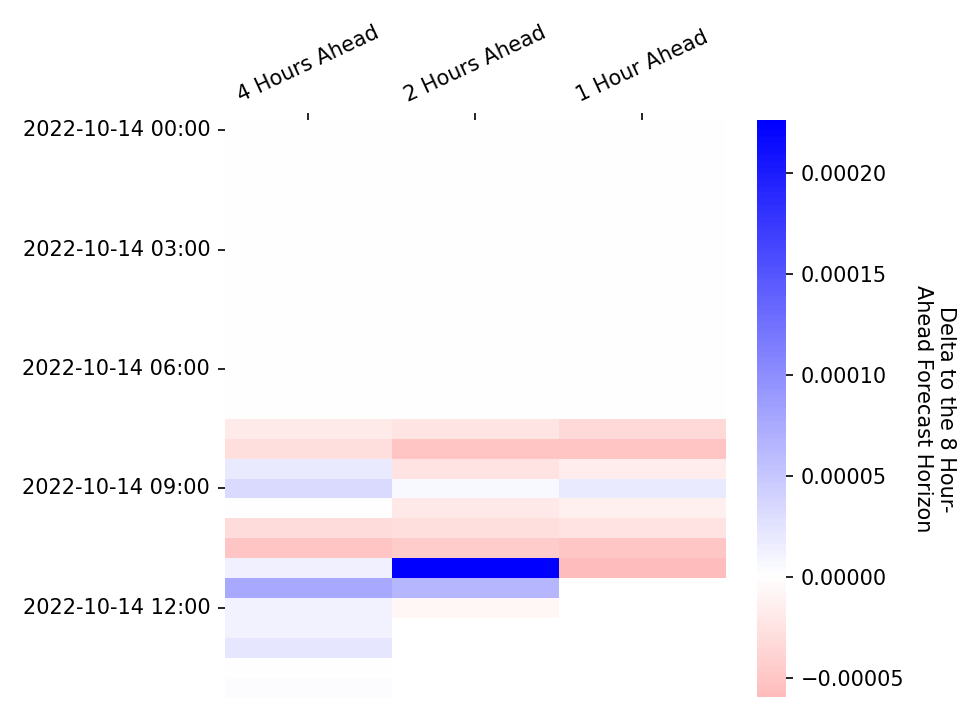 4 Hours Ahead
2 Hours Ahead
1 Hour Ahead
2022-10-14 00:00
2022-10-14 03:00
2022-10-14 06:00
2022-10-14 09:00
2022-10-14 12:00
0.00020
0.00015
0.00010
0.00005
0.00000
−0.00005
Delta to the 8 Hour-
Ahead Forecast Horizon